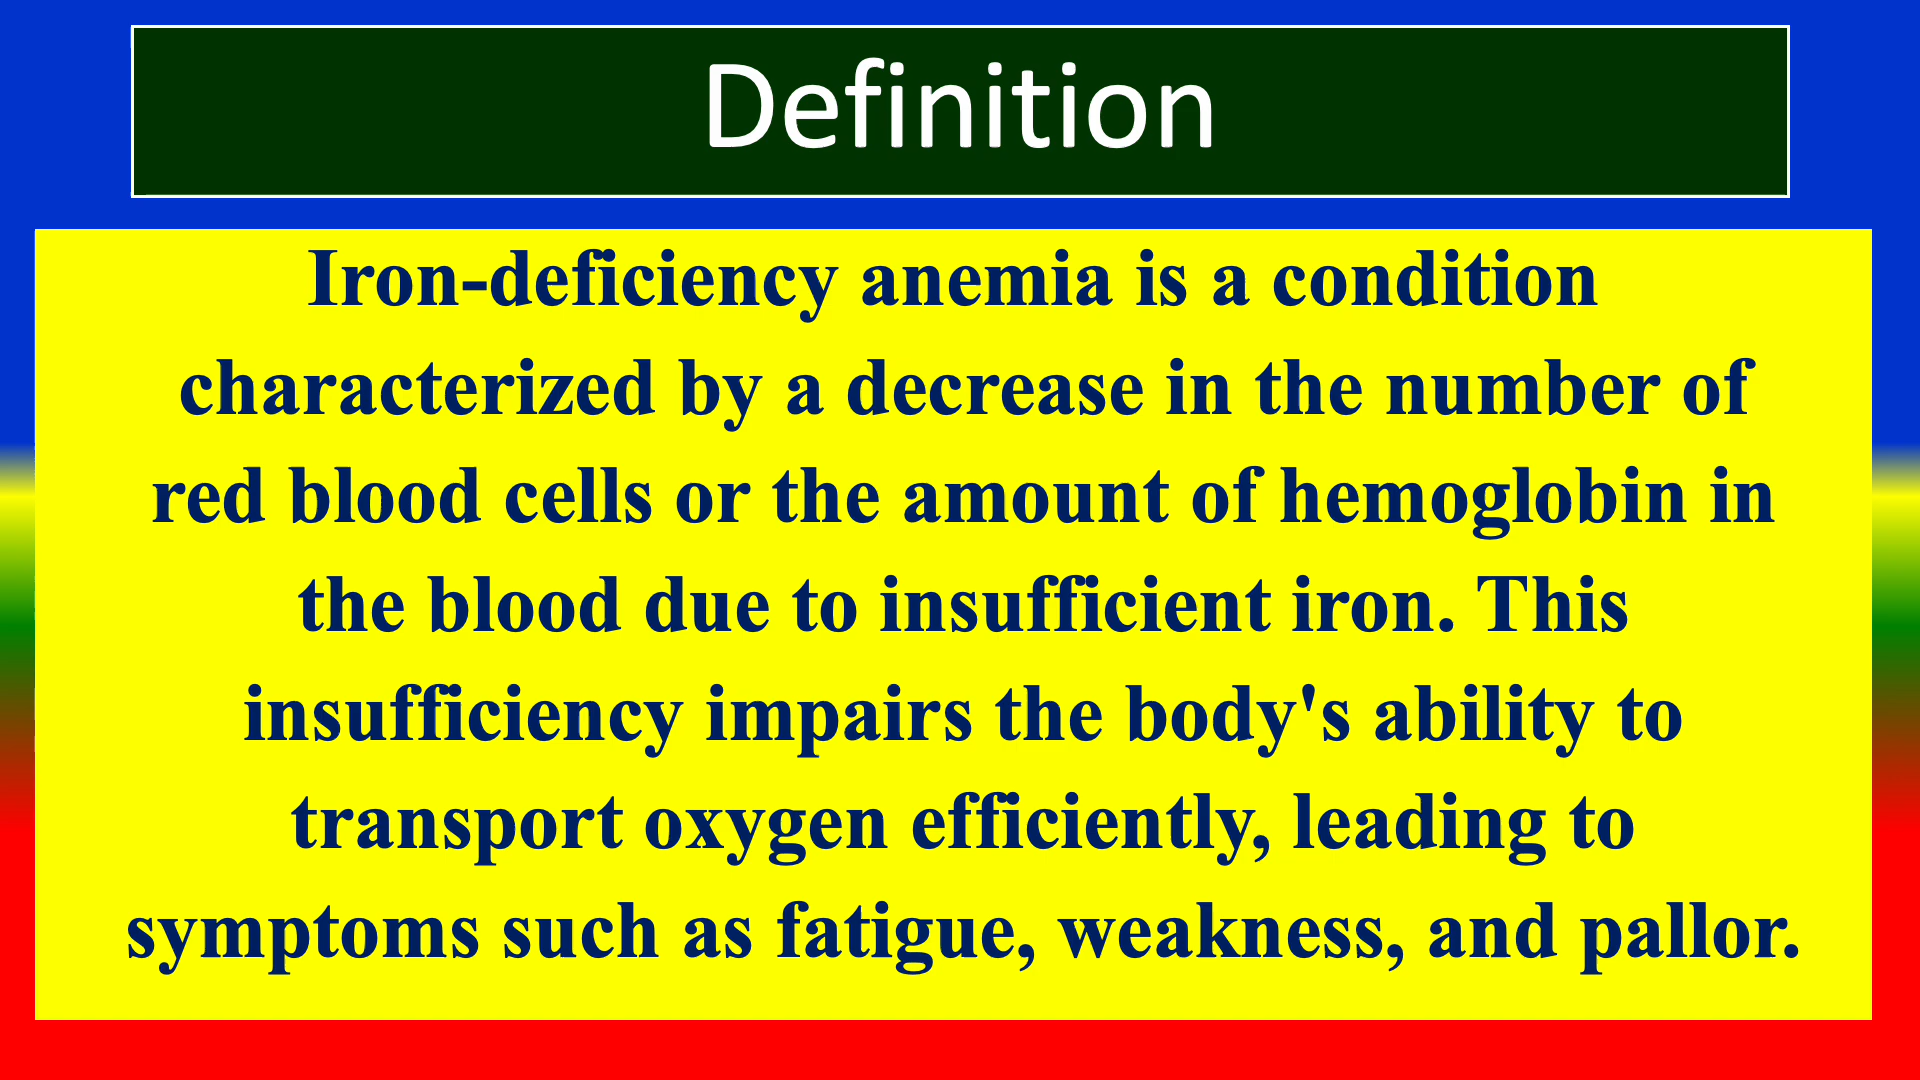 Definition
Iron-deficiency anemia is a condition
characterized by a decrease in the number of
red blood cells or the amount of hemoglobin in
the blood due to insufficient iron. This
insufficiency impairs the body's ability to
transport oxygen efficiently, leading to
symptoms such as fatigue, weakness, and pallor.